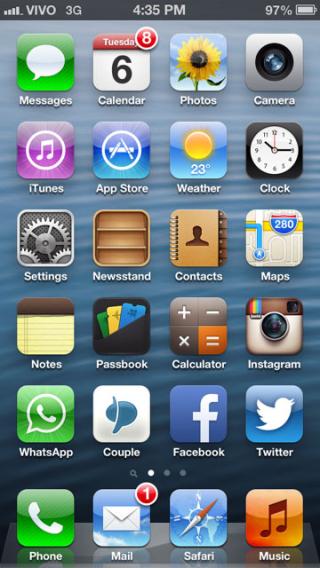 VIVO 3G 4:35 PM 97%
Tuesday 8
6
Messages Calendar Photos Camera
23°
iTunes App Store Weather Clock
280
Settings Newsstand Contacts Maps
Notes Passbook Calculator Instagram
WhatsApp Couple Facebook Twitter
1
Phone Mail Safari Music